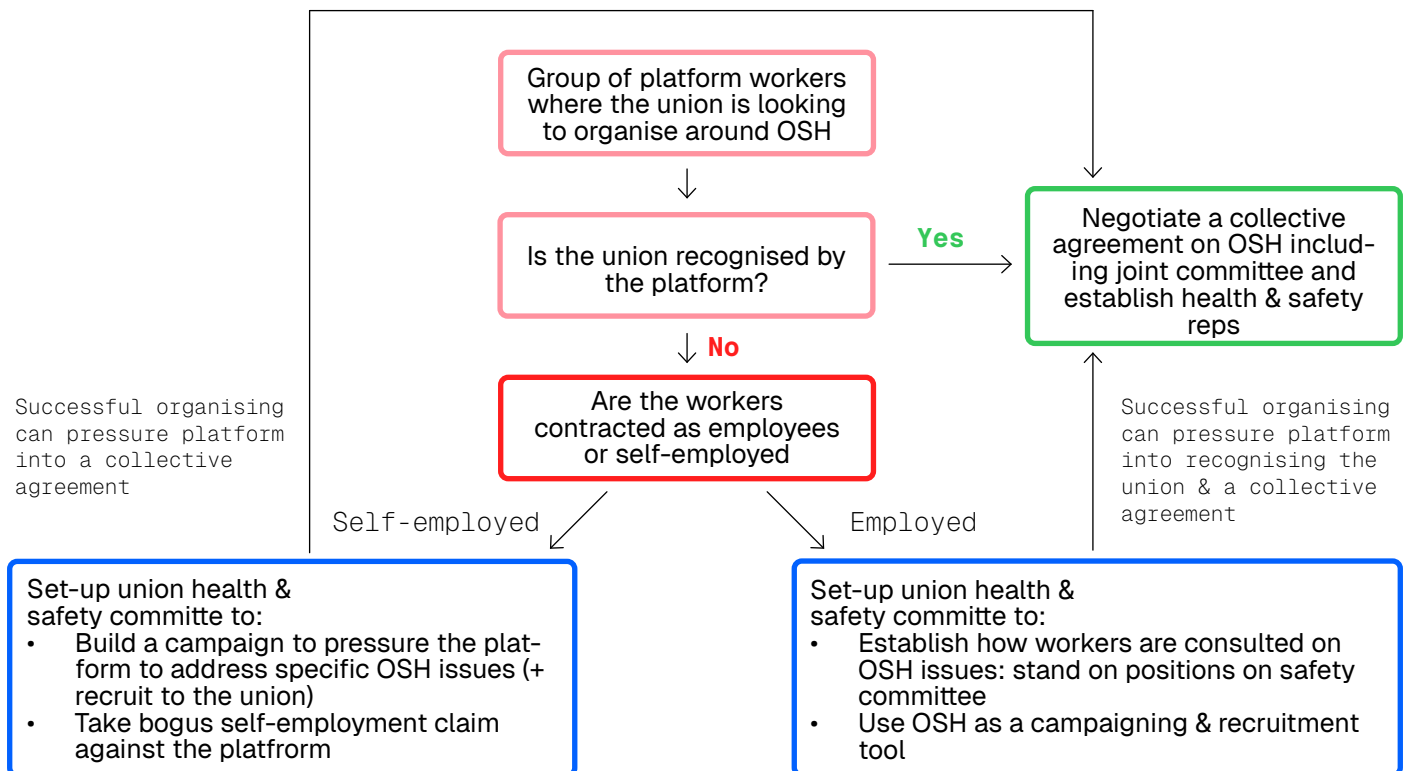 Group of platform workers
where the union is looking
to organise around OSH
Is the union recognised by
the platform?
Yes
Negotiate a collective
agreement on OSH includ-
ing joint committee and
establish health & safety
reps
No
Are the workers
contracted as employees
or self-employed
Successful organising
can pressure platform
into a collective
agreement
Successful organising
can pressure platform
into recognising the
union & a collective
agreement
Self-employed
Employed
Set-up union health &
safety committe to:
• Build a campaign to pressure the plat-
form to address specific OSH issues (+
recruit to the union)
• Take bogus self-employment claim
against the platfrorm
Set-up union health &
safety committe to:
• Establish how workers are consulted on
OSH issues: stand on positions on safety
committee
• Use OSH as a campaigning & recruitment
tool